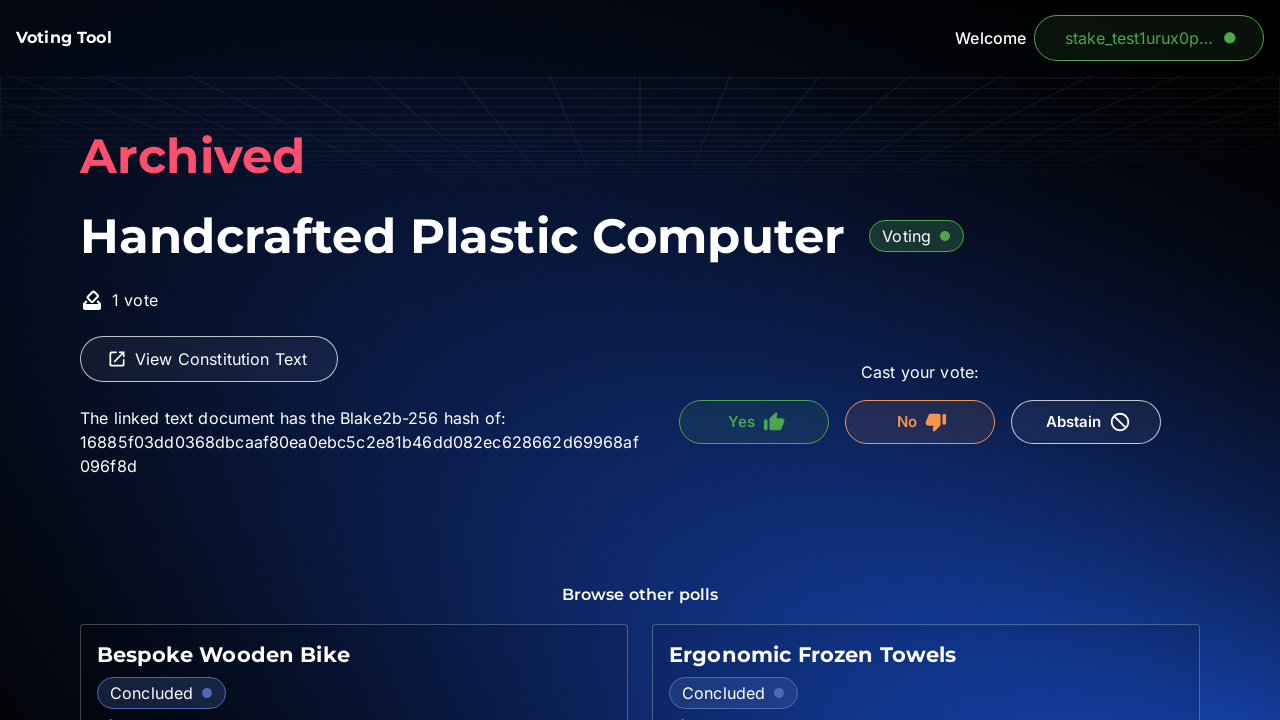 Voting Tool
Welcome
stake_test1urux0p...
Archived
Handcrafted Plastic Computer
Voting
1 vote
View Constitution Text
Cast your vote:
The linked text document has the Blake2b-256 hash of:
16885f03dd0368dbcaaf80ea0ebc5c2e81b46dd082ec628662d69968af
096f8d
Yes
No
Abstain
Browse other polls
Bespoke Wooden Bike
Concluded
Ergonomic Frozen Towels
Concluded